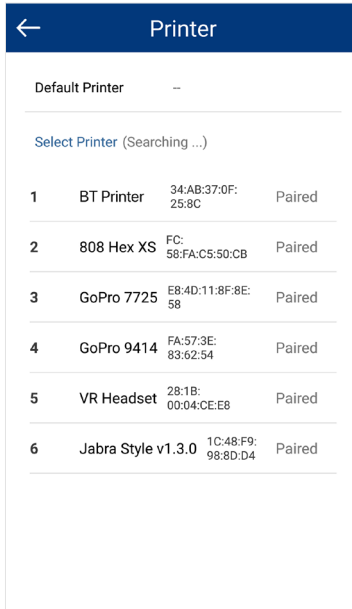 Printer
Default Printer --
Select Printer (Searching ...)
1 BT Printer 34:AB:37:0F:
25:8C Paired
2 808 Hex XS FC:
58:FA:C5:50:CB Paired
3 GoPro 7725 E8:4D:11:8F:8E:
58 Paired
4 GoPro 9414 FA:57:3E:
83:62:54 Paired
5 VR Headset 28:1B:
00:04:CE:E8 Paired
6 Jabra Style v1.3.0 1C:48:F9:
98:8D:D4 Paired